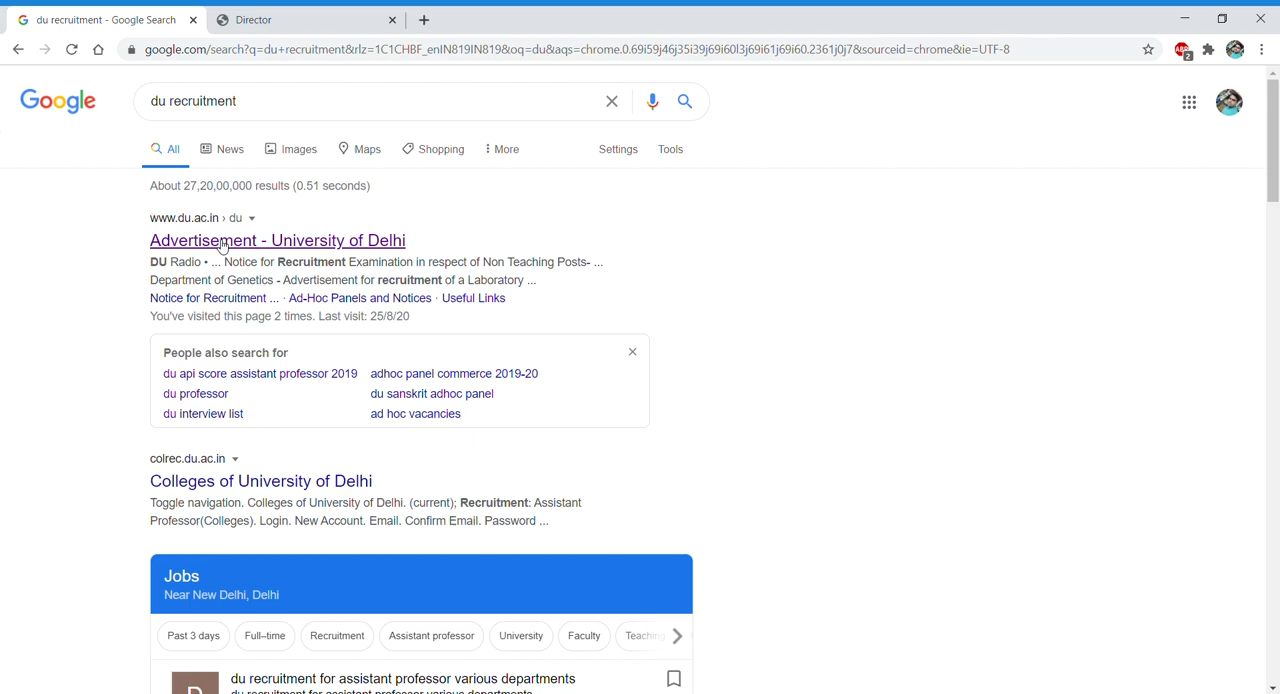 du recruitment - Google Search
Director
google.com/search?q=du+recruitment&rlz=1C1CHBF_enIN819IN819&oq=du&aqs=chrome.0.69i59j46j35i39j69i60l3j69i61j69i60.2361j0j7&sourceid=chrome&ie=UTF-8
ABP
2
Google
du recruitment
All News Images Maps Shopping More Settings Tools
About 27,20,00,000 results (0.51 seconds)
www.du.ac.in › du
Advertisement - University of Delhi
DU Radio • ... Notice for Recruitment Examination in respect of Non Teaching Posts- ...
Department of Genetics - Advertisement for recruitment of a Laboratory ...
Notice for Recruitment ... · Ad-Hoc Panels and Notices · Useful Links
You've visited this page 2 times. Last visit: 25/8/20
People also search for
du api score assistant professor 2019 adhoc panel commerce 2019-20
du professor du sanskrit adhoc panel
du interview list ad hoc vacancies
colrec.du.ac.in
Colleges of University of Delhi
Toggle navigation. Colleges of University of Delhi. (current); Recruitment: Assistant
Professor(Colleges). Login. New Account. Email. Confirm Email. Password ...
Jobs
Near New Delhi, Delhi
Past 3 days Full–time Recruitment Assistant professor University Faculty Teaching
D
du recruitment for assistant professor various departments
du recruitment for assistant professor various departments